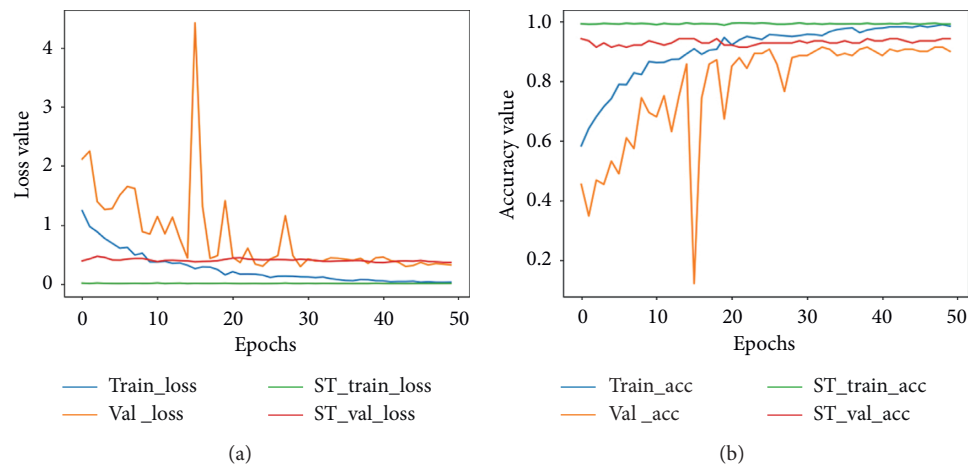 4
3
2
1
0
Loss value
0 10 20 30 40 50
Epochs
Train_loss
ST_train_loss
Val _loss
ST_val_loss
(a)
1.0
0.8
0.6
0.4
0.2
Accuracy value
0 10 20 30 40 50
Epochs
Train_acc
ST_train_acc
Val _acc
ST_val_acc
(b)